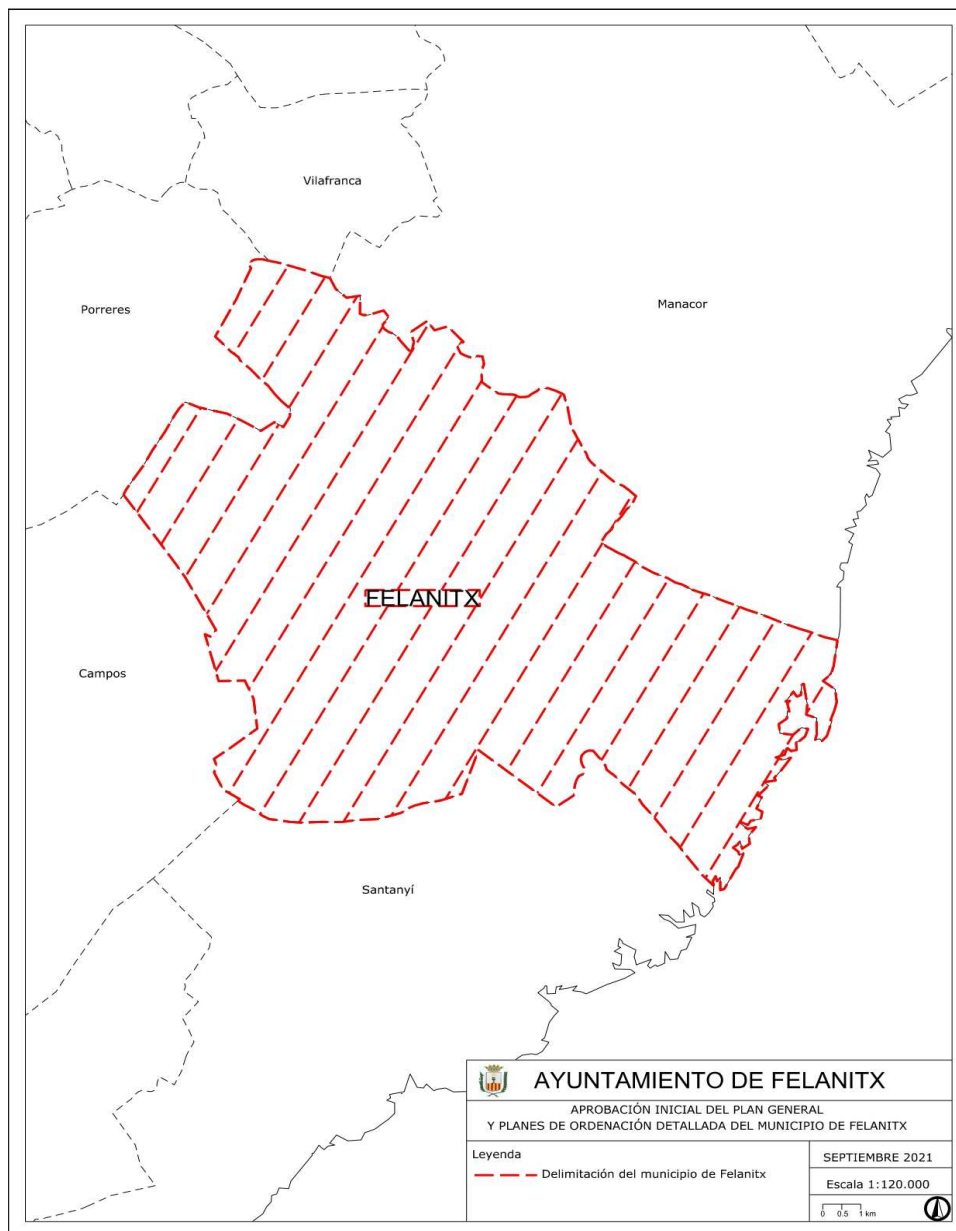 Vilafranca
Porreres
Manacor
FELANITX
Campos
Santanyí
AYUNTAMIENTO DE FELANITX
APROBACIÓN INICIAL DEL PLAN GENERAL
Y PLANES DE ORDENACIÓN DETALLADA DEL MUNICIPIO DE FELANITX
Leyenda
Delimitación del municipio de Felanitx
SEPTIEMBRE 2021
Escala 1:120.000
0 0.5 1 km